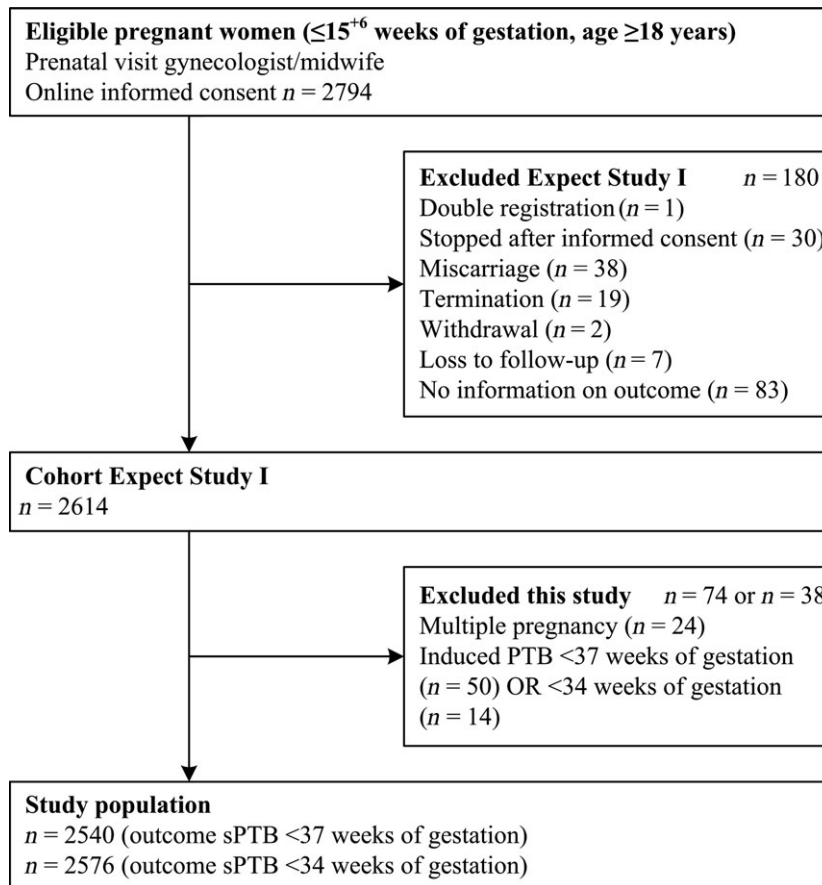 Eligible pregnant women (≤15⁺⁶ weeks of gestation, age ≥18 years)
Prenatal visit gynecologist/midwife
Online informed consent n = 2794
Excluded Expect Study I n = 180
Double registration (n = 1)
Stopped after informed consent (n = 30)
Miscarriage (n = 38)
Termination (n = 19)
Withdrawal (n = 2)
Loss to follow-up (n = 7)
No information on outcome (n = 83)
Cohort Expect Study I
n = 2614
Excluded this study n = 74 or n = 38
Multiple pregnancy (n = 24)
Induced PTB <37 weeks of gestation
(n = 50) OR <34 weeks of gestation
(n = 14)
Study population
n = 2540 (outcome sPTB <37 weeks of gestation)
n = 2576 (outcome sPTB <34 weeks of gestation)